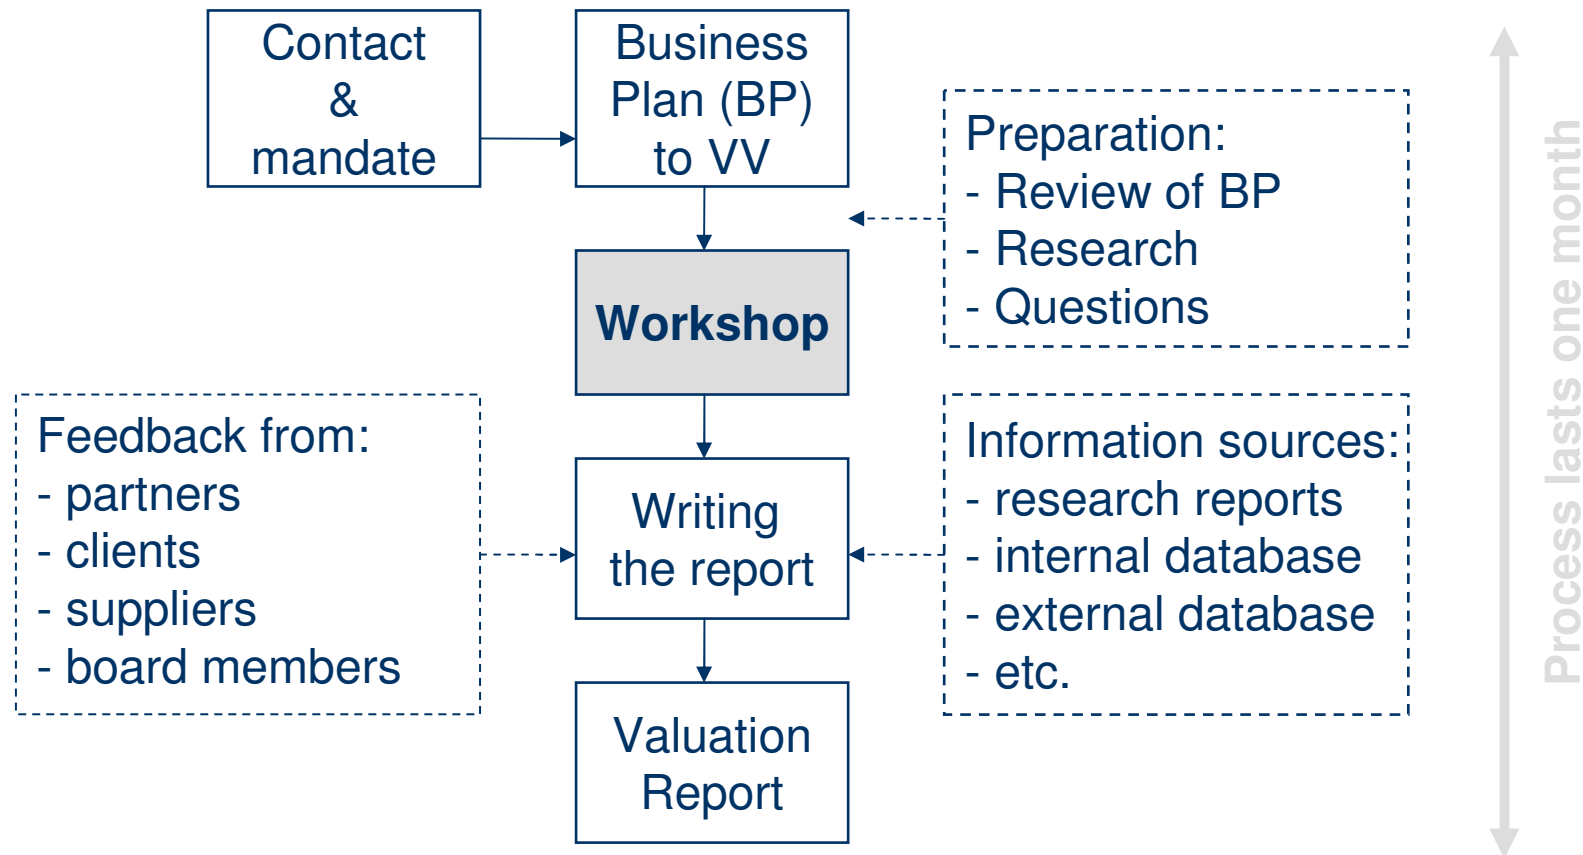 Contact
&
mandate
Business
Plan (BP)
to VV
Preparation:
- Review of BP
- Research
- Questions
Workshop
Feedback from:
- partners
- clients
- suppliers
- board members
Writing
the report
Information sources:
- research reports
- internal database
- external database
- etc.
Valuation
Report
Process lasts one month